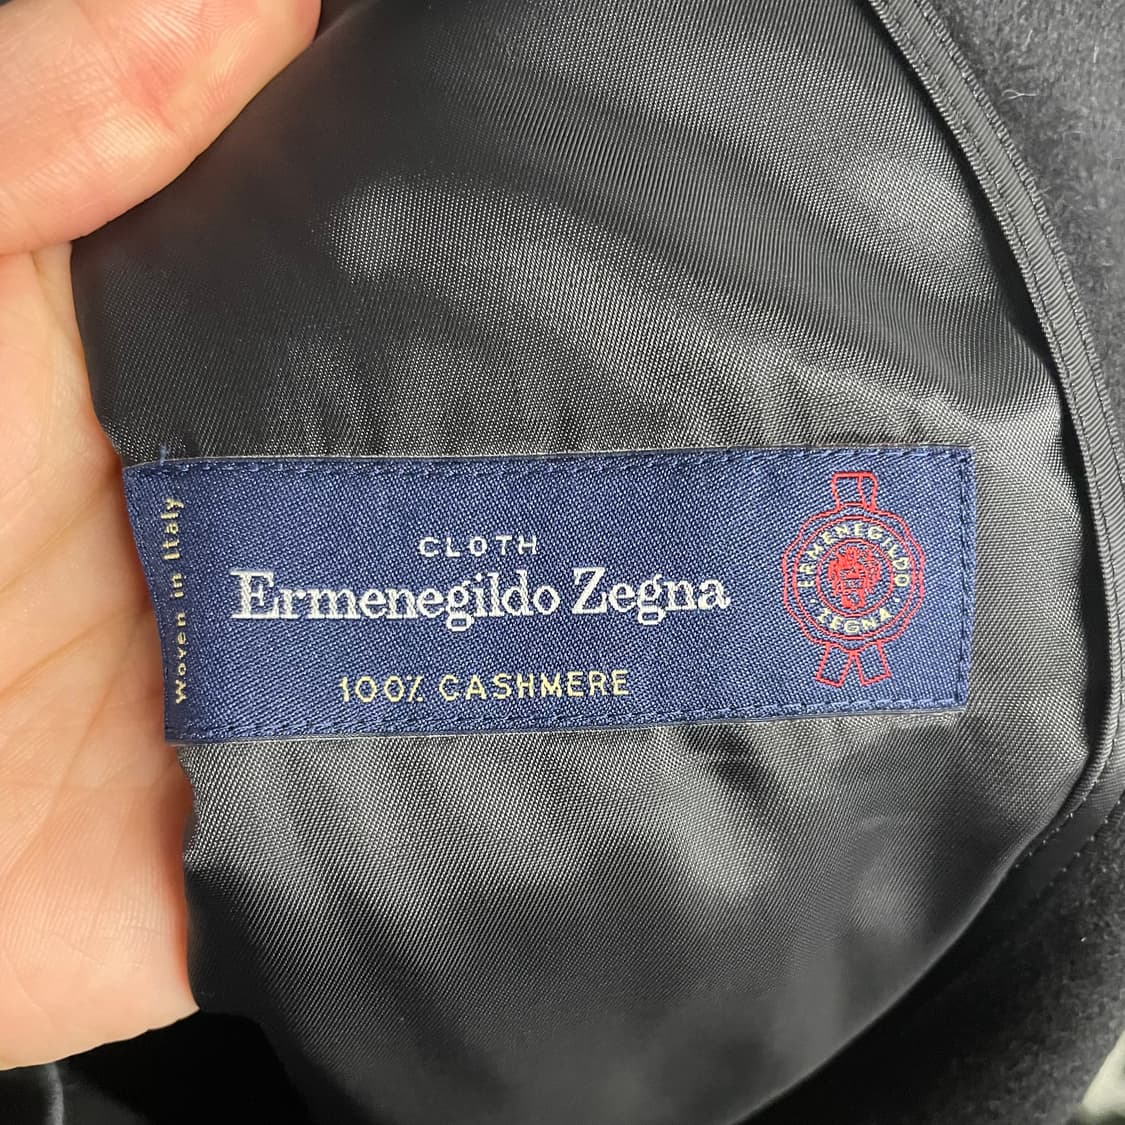 Woven in Italy
CLOTH
Ermenegildo Zegna
100% CASHMERE
ERMENEGILDO
ZEGNA